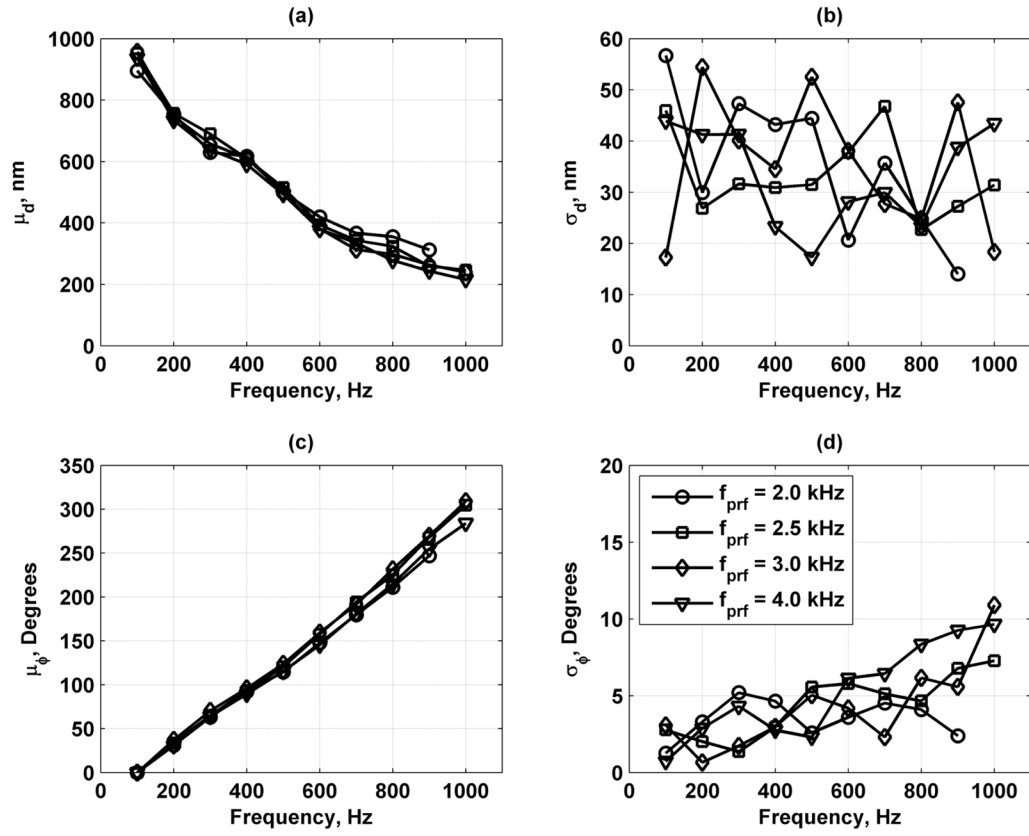 (a)
1000
800
600
400
200
0
μd, nm
0 200 400 600 800 1000
Frequency, Hz
(b)
60
50
40
30
20
10
0
σd, nm
0 200 400 600 800 1000
Frequency, Hz
(c)
350
300
250
200
150
100
50
0
μϕ, Degrees
0 200 400 600 800 1000
Frequency, Hz
(d)
20
15
10
5
0
σϕ, Degrees
fprf = 2.0 kHz
fprf = 2.5 kHz
fprf = 3.0 kHz
fprf = 4.0 kHz
0 200 400 600 800 1000
Frequency, Hz